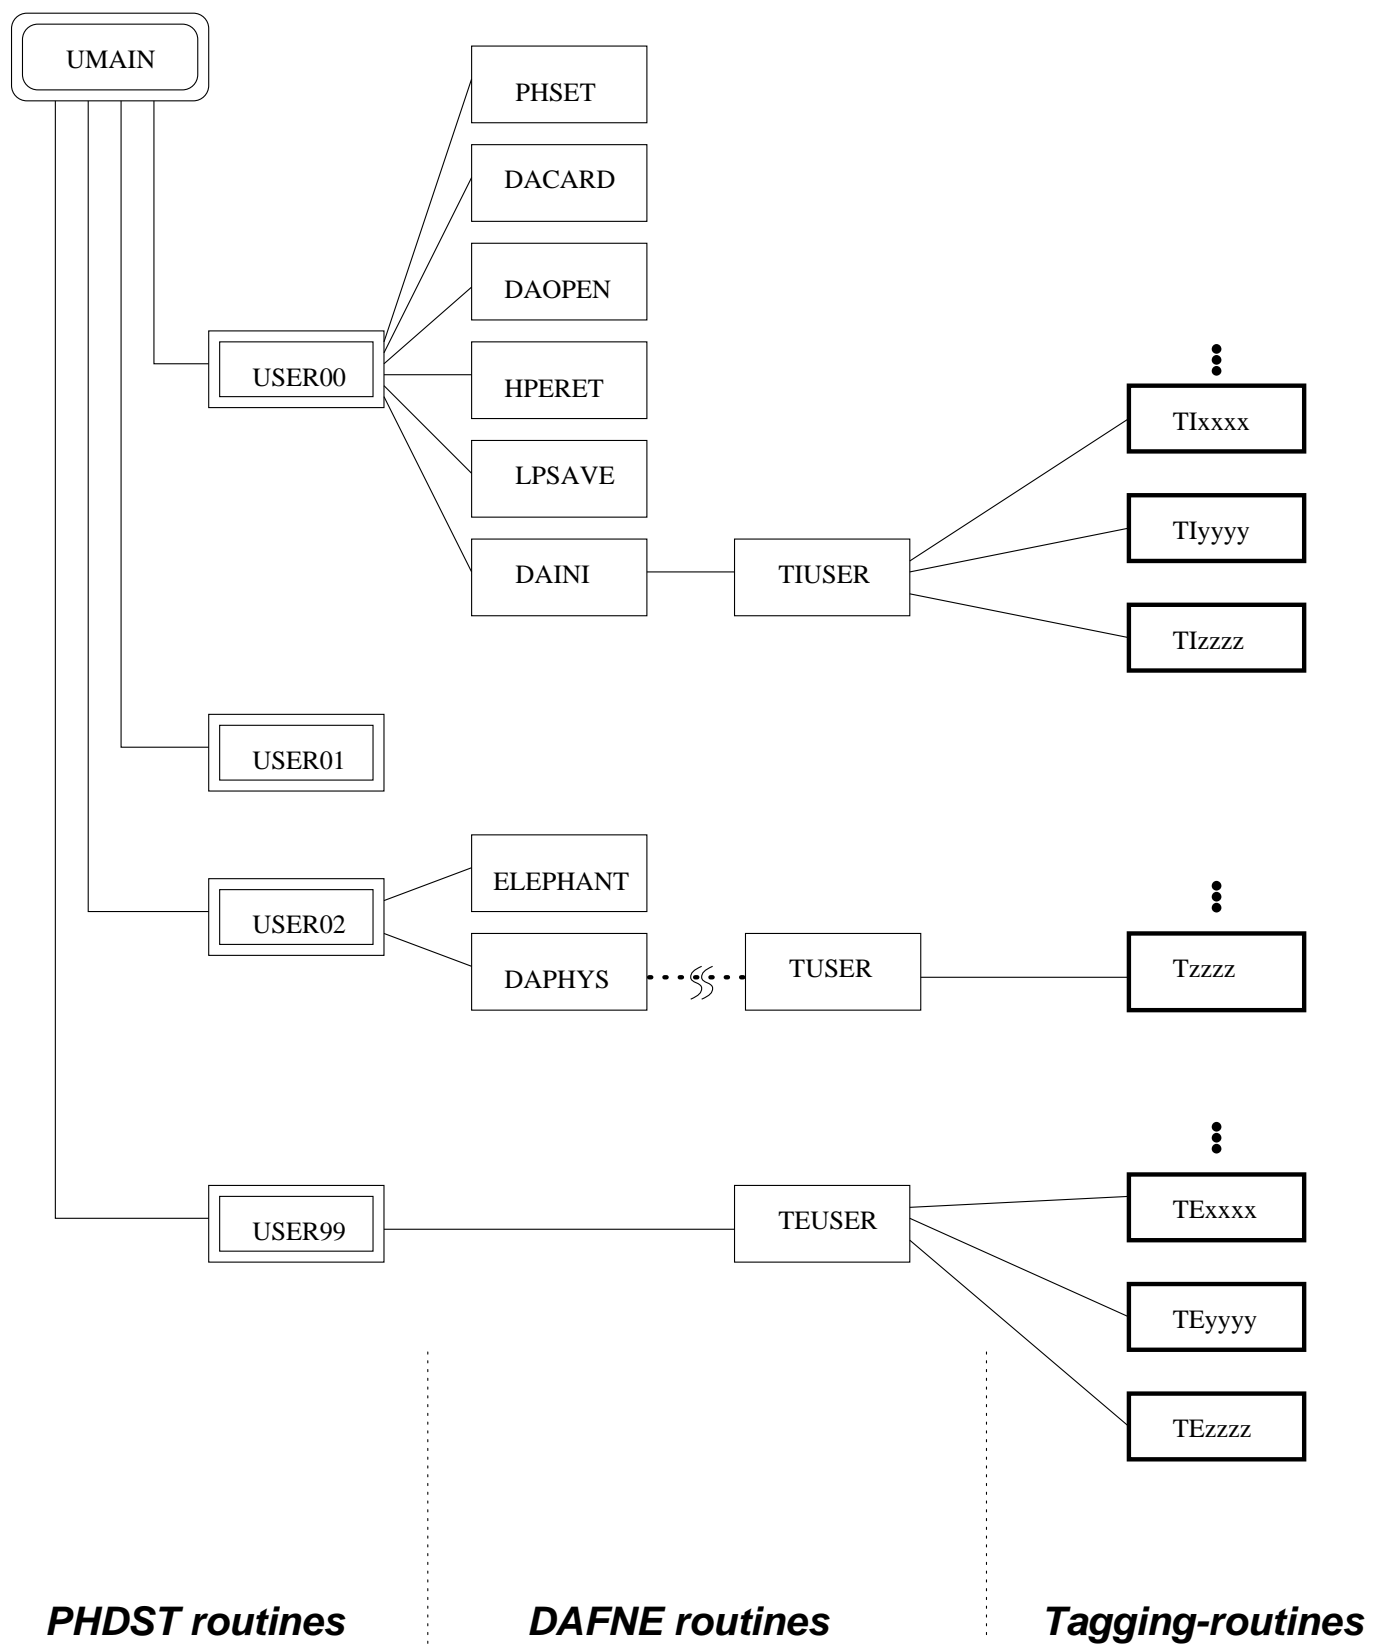 UMAIN
PHSET
DACARD
DAOPEN
USER00
HPERET
TIxxxx
LPSAVE
TIyyyy
DAINI
TIUSER
TIzzzz
USER01
ELEPHANT
USER02
DAPHYS
TUSER
Tzzzz
USER99
TEUSER
TExxxx
TEyyyy
TEzzzz
PHDST routines
DAFNE routines
Tagging-routines